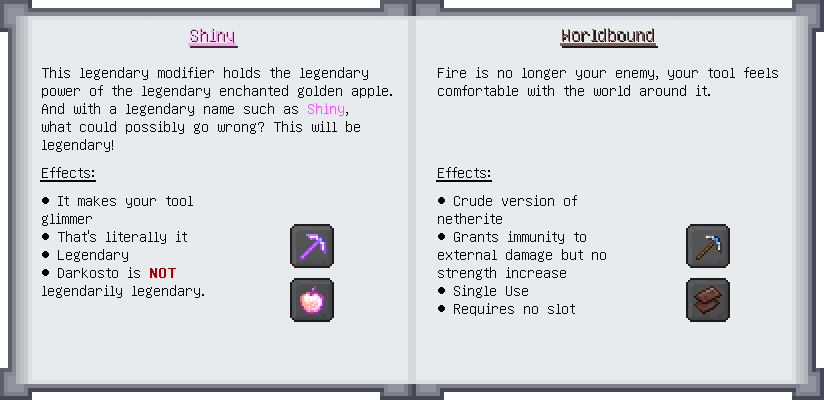 Shiny
This legendary modifier holds the legendary
power of the legendary enchanted golden apple.
And with a legendary name such as Shiny,
what could possibly go wrong? This will be
legendary!
Effects:
● It makes your tool
glimmer
● That's literally it
● Legendary
● Darkosto is NOT
legendarily legendary.
Worldbound
Fire is no longer your enemy, your tool feels
comfortable with the world around it.
Effects:
● Crude version of
netherite
● Grants immunity to
external damage but no
strength increase
● Single Use
● Requires no slot